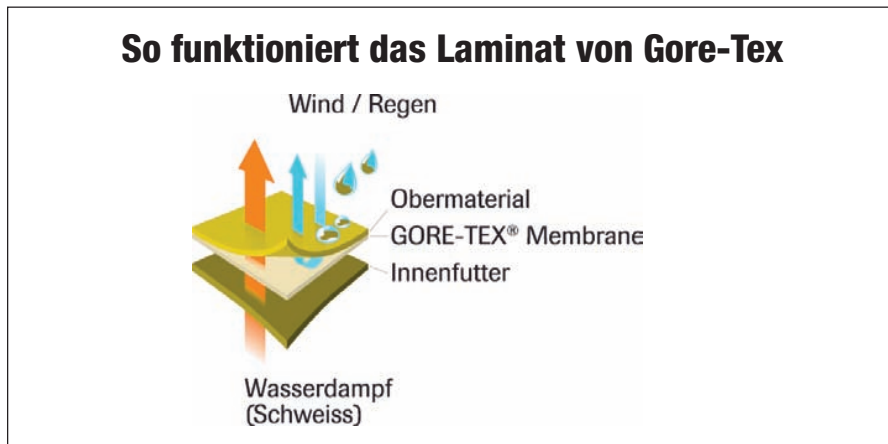 So funktioniert das Laminat von Gore-Tex
Wind / Regen
Obermaterial
GORE-TEX® Membrane
Innenfutter
Wasserdampf
(Schweiss)